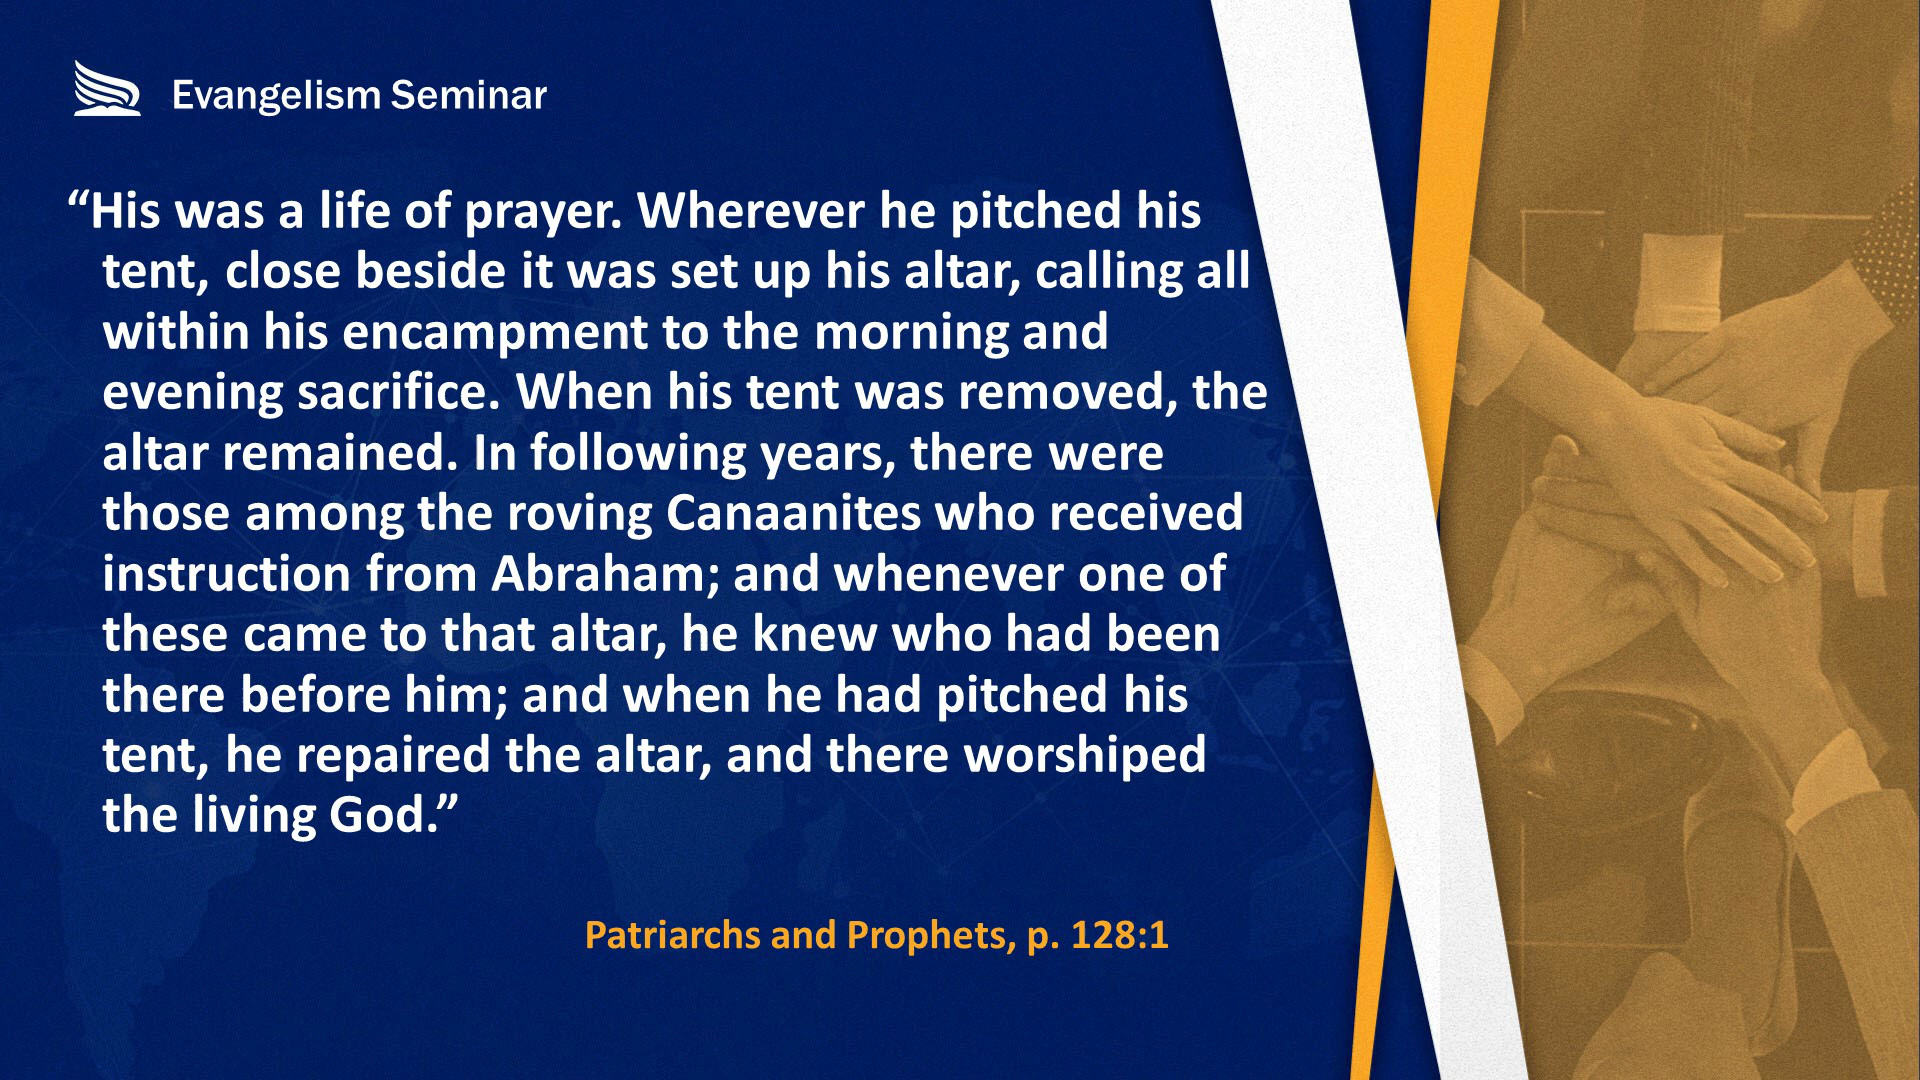 Evangelism Seminar
“His was a life of prayer. Wherever he pitched his
tent, close beside it was set up his altar, calling all
within his encampment to the morning and
evening sacrifice. When his tent was removed, the
altar remained. In following years, there were
those among the roving Canaanites who received
instruction from Abraham; and whenever one of
these came to that altar, he knew who had been
there before him; and when he had pitched his
tent, he repaired the altar, and there worshiped
the living God.”
Patriarchs and Prophets, p. 128:1